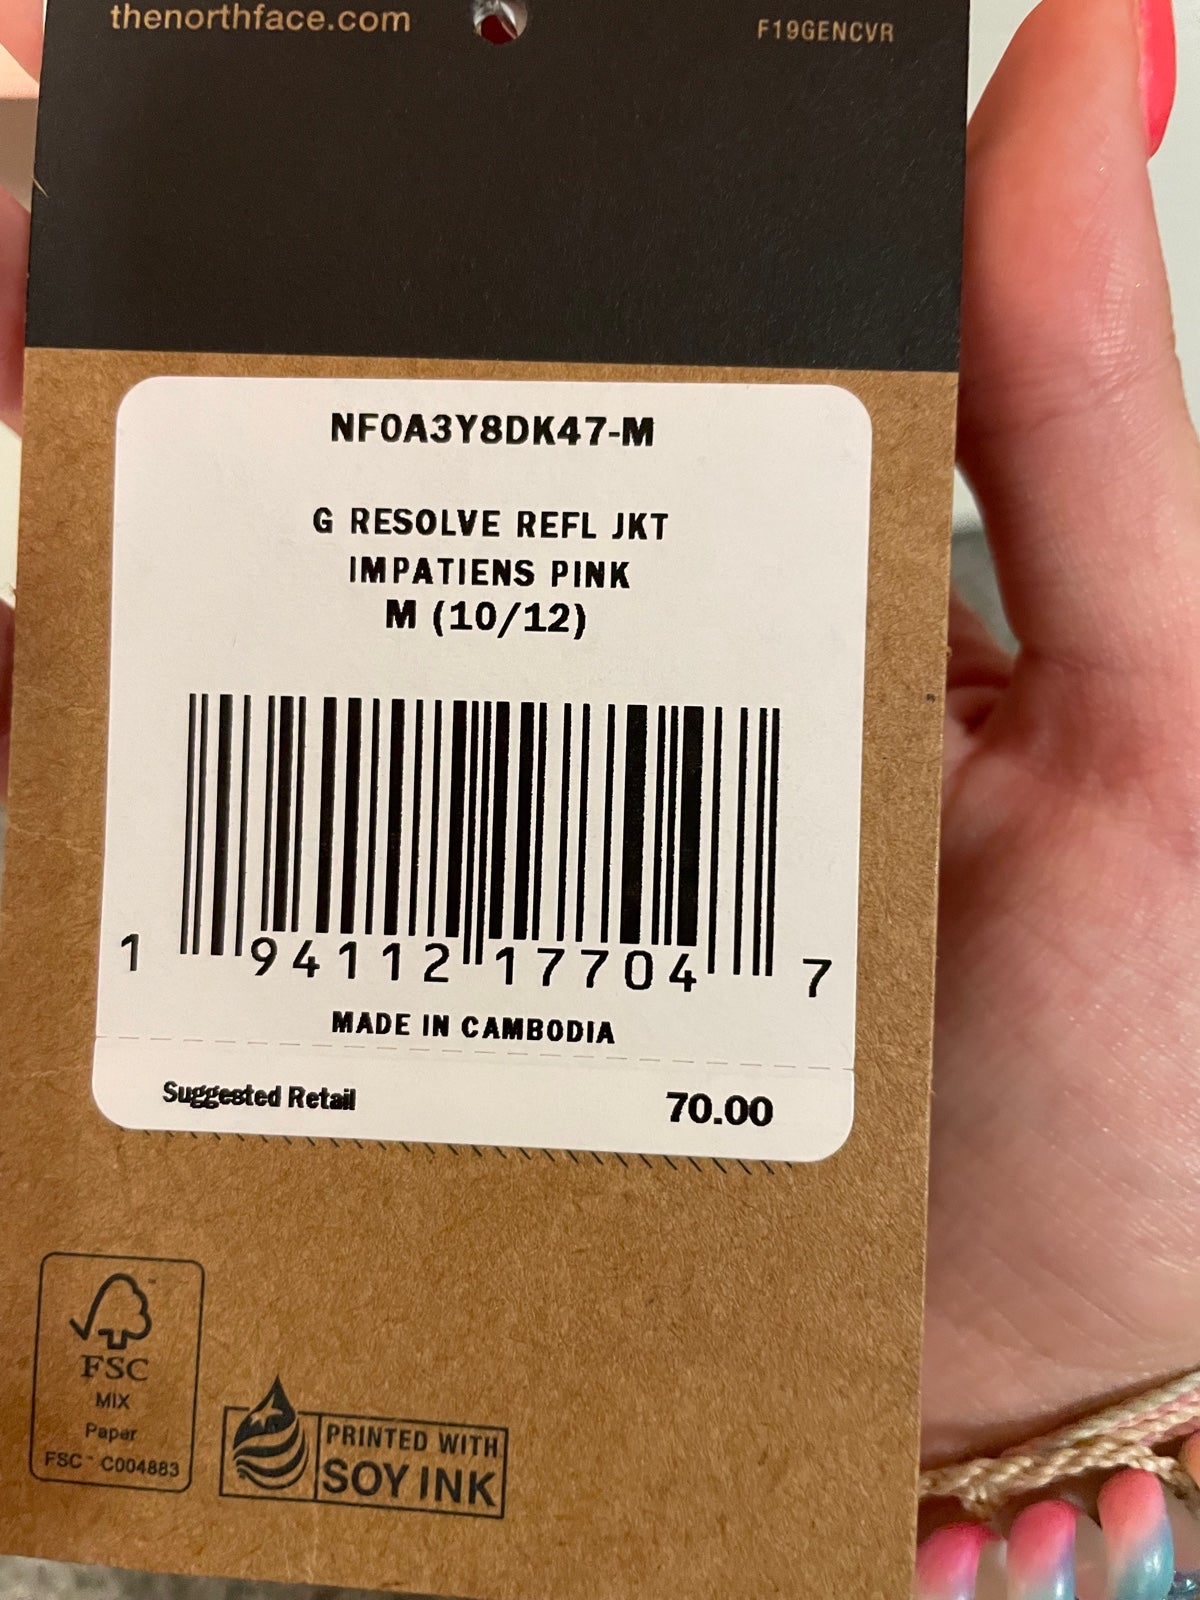 thenorthface.com
F19GENCVR
NF0A3Y8DK47-M
G RESOLVE REFL JKT
IMPATIENS PINK
M (10/12)
1 94112 17704 7
MADE IN CAMBODIA
Suggested Retail 70.00
FSC
MIX
Paper
FSC™ C004883
PRINTED WITH
SOY INK